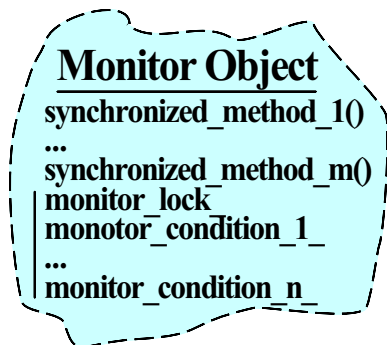 Monitor Object
synchronized_method_1()
...
synchronized_method_m()
monitor_lock_
monotor_condition_1_
...
monitor_condition_n_